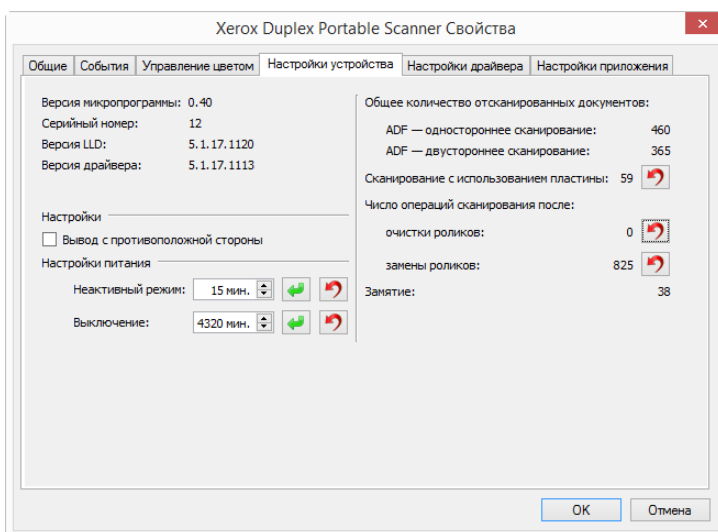 Xerox Duplex Portable Scanner Свойства
Общие События Управление цветом Настройки устройства Настройки драйвера Настройки приложения
Версия микропрограммы: 0.40
Серийный номер: 12
Версия LLD: 5.1.17.1120
Версия драйвера: 5.1.17.1113
Настройки
Вывод с противоположной стороны
Настройки питания
Неактивный режим: 15 мин.
Выключение: 4320 мин.
Общее количество отсканированных документов:
ADF — одностороннее сканирование: 460
ADF — двустороннее сканирование: 365
Сканирование с использованием пластины: 59
Число операций сканирования после:
очистки роликов: 0
замены роликов: 825
Замятие: 38
OK Отмена